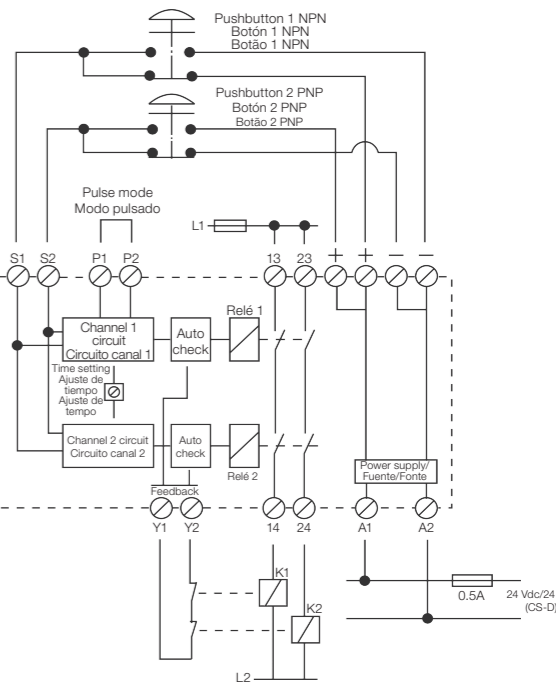 Pushbutton 1 NPN
Botón 1 NPN
Botão 1 NPN
Pushbutton 2 PNP
Botón 2 PNP
Botão 2 PNP
Pulse mode
Modo pulsado
L1
S1 S2 P1 P2 13 23 + + - -
Channel 1
circuit
Circuito canal 1
Auto
check
Relé 1
Time setting
Ajuste de
tiempo
Ajuste de
tempo
Channel 2 circuit
Circuito canal 2
Auto
check
Relé 2
Power supply/
Fuente/Fonte
Feedback
Y1 Y2 14 24 A1 A2
K1
K2
0.5A
24 Vdc/24
(CS-D)
L2